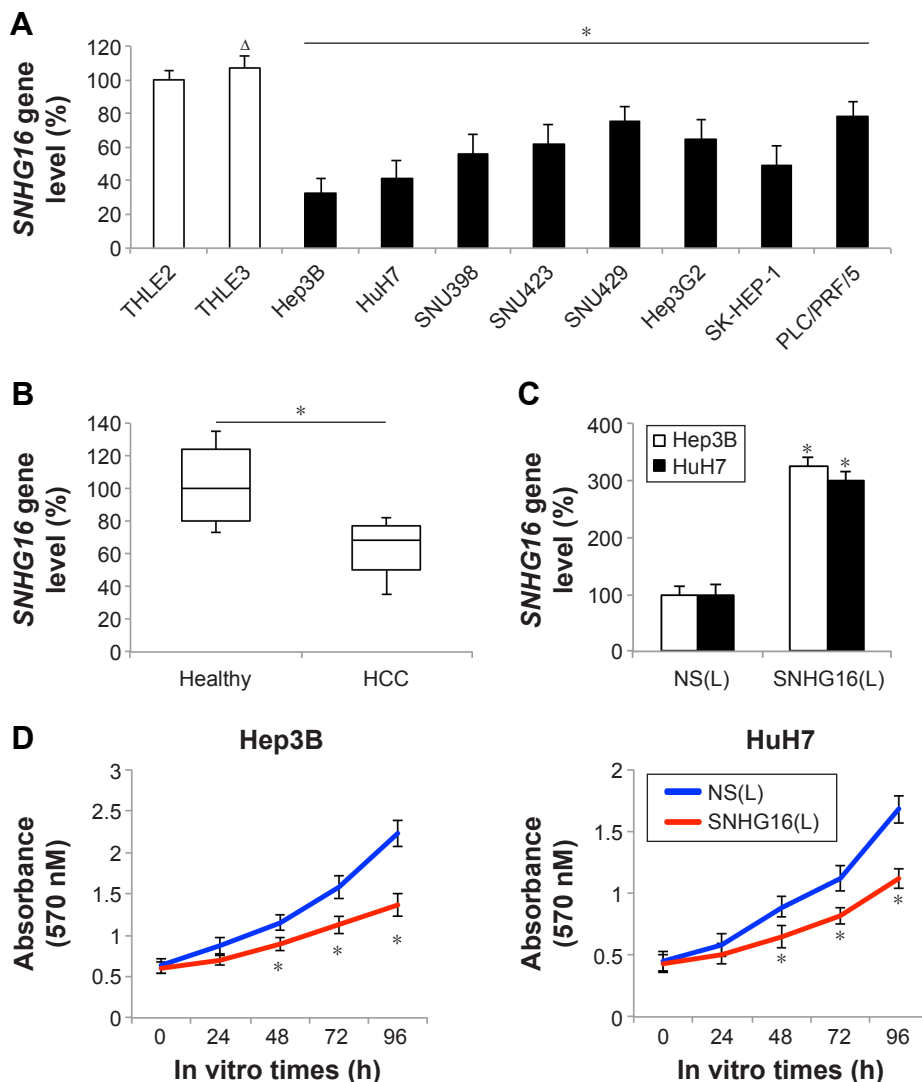 A
SNHG16 gene
level (%)
120
100
80
60
40
20
0
Δ
*
THLE2
THLE3
Hep3B
HuH7
SNU398
SNU423
SNU429
Hep3G2
SK-HEP-1
PLC/PRF/5
B
SNHG16 gene
level (%)
140
120
100
80
60
40
20
0
*
Healthy
HCC
C
SNHG16 gene
level (%)
400
300
200
100
0
Hep3B
HuH7
*
*
NS(L)
SNHG16(L)
D
Hep3B
Absorbance
(570 nM)
3
2.5
2
1.5
1
0.5
0
*
*
*
0 24 48 72 96
In vitro times (h)
HuH7
Absorbance
(570 nM)
2
1.5
1
0.5
0
NS(L)
SNHG16(L)
*
*
*
0 24 48 72 96
In vitro times (h)